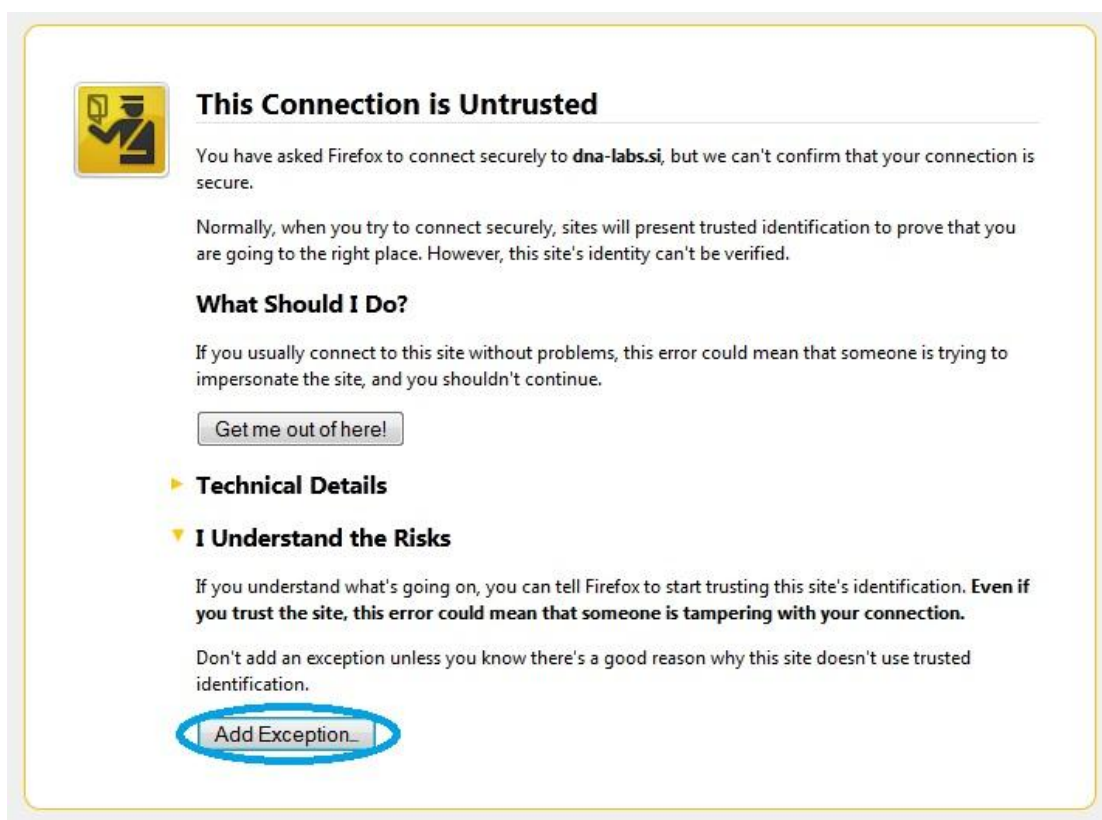 This Connection is Untrusted
You have asked Firefox to connect securely to dna-labs.si, but we can't confirm that your connection is
secure.
Normally, when you try to connect securely, sites will present trusted identification to prove that you
are going to the right place. However, this site's identity can't be verified.
What Should I Do?
If you usually connect to this site without problems, this error could mean that someone is trying to
impersonate the site, and you shouldn't continue.
Get me out of here!
Technical Details
I Understand the Risks
If you understand what's going on, you can tell Firefox to start trusting this site's identification. Even if
you trust the site, this error could mean that someone is tampering with your connection.
Don't add an exception unless you know there's a good reason why this site doesn't use trusted
identification.
Add Exception...